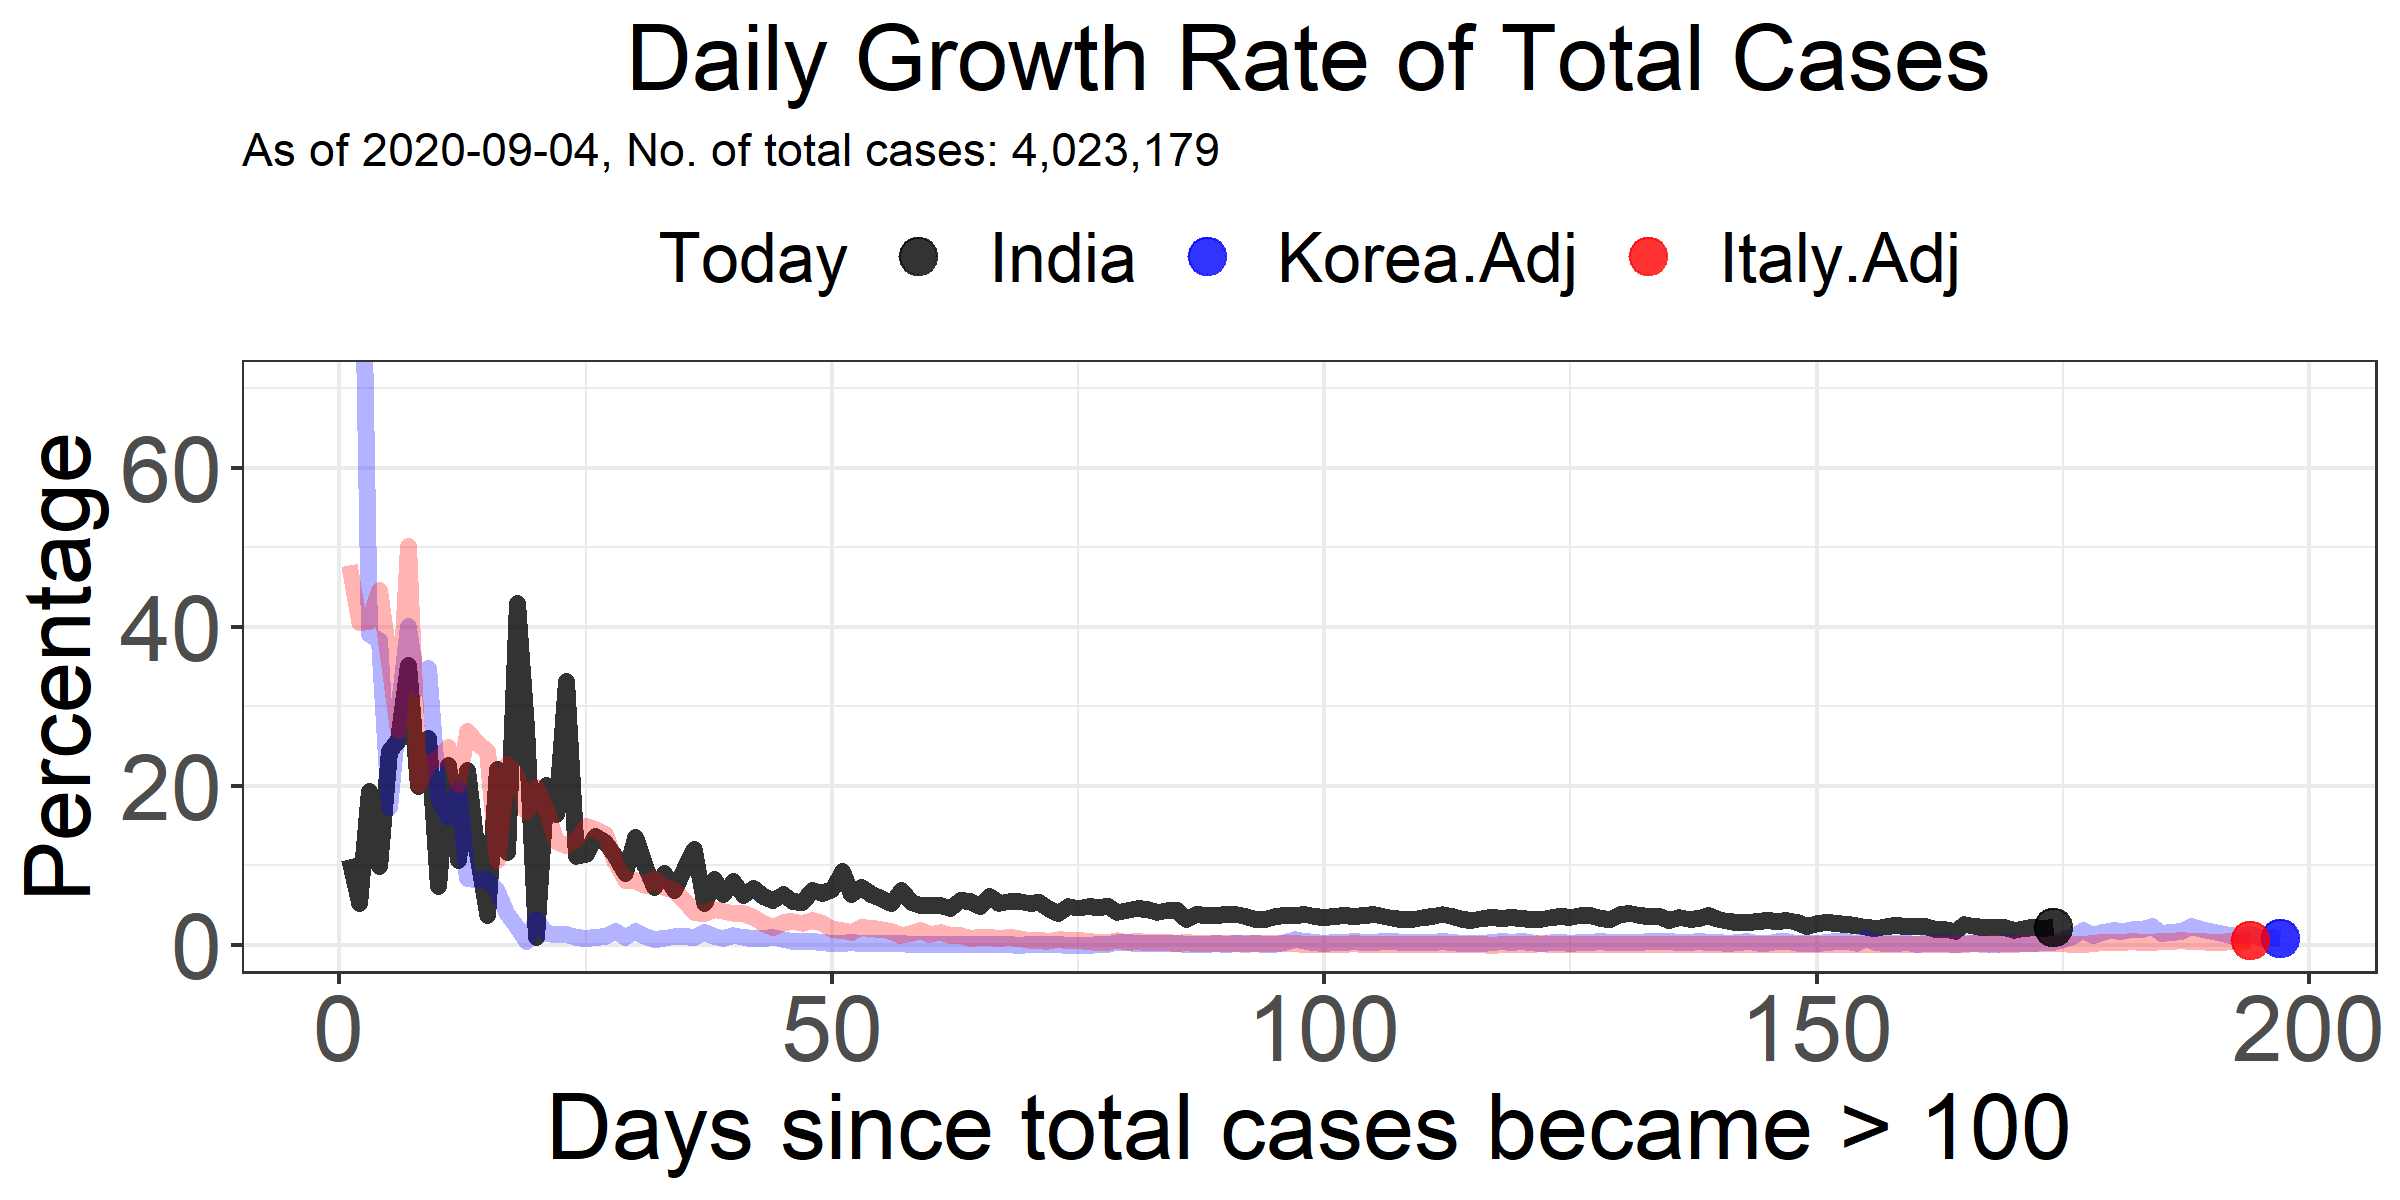 Daily Growth Rate of Total Cases
As of 2020-09-04, No. of total cases: 4,023,179
Today India Korea.Adj Italy.Adj
Percentage
60
40
20
0
0 50 100 150 200
Days since total cases became > 100